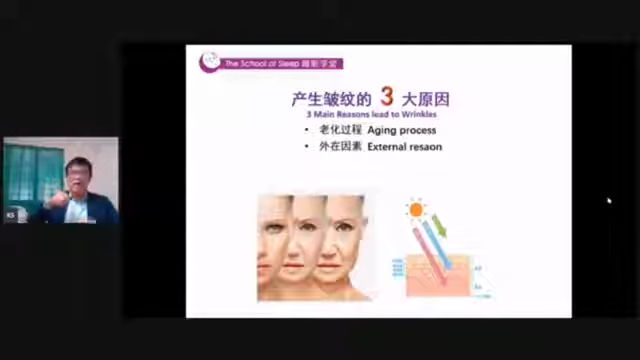 The School of Sleep 睡眠学堂
产生皱纹的 3 大原因
3 Main Reasons lead to Wrinkles
• 老化过程 Aging process
• 外在因素 External resaon
KS